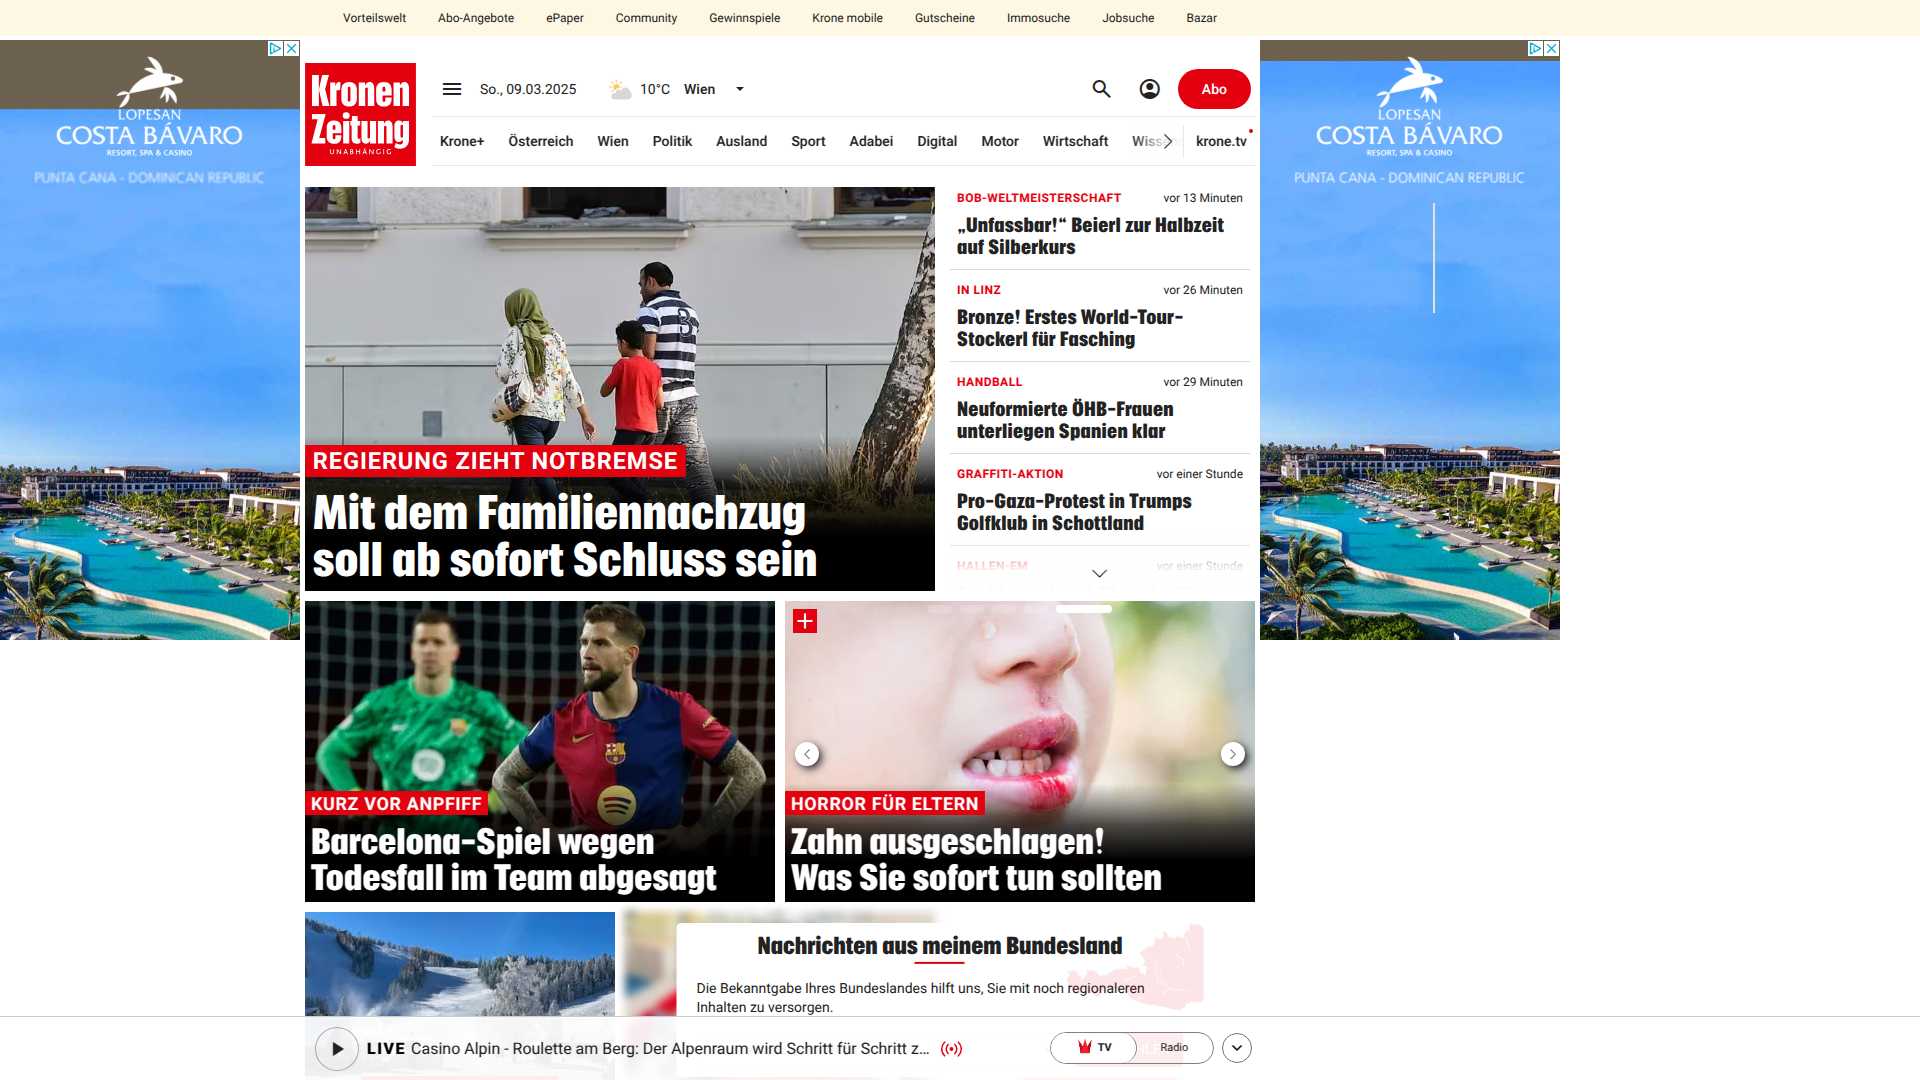 Vorteilswelt Abo-Angebote ePaper Community Gewinnspiele Krone mobile Gutscheine Immosuche Jobsuche Bazar
LOPESAN
COSTA BÁVARO
RESORT, SPA & CASINO
PUNTA CANA - DOMINICAN REPUBLIC
Kronen
Zeitung
UNABHÄNGIG
So., 09.03.2025 10°C Wien
Abo
Krone+ Österreich Wien Politik Ausland Sport Adabei Digital Motor Wirtschaft Wiss krone.tv
REGIERUNG ZIEHT NOTBREMSE
Mit dem Familiennachzug
soll ab sofort Schluss sein
BOB-WELTMEISTERSCHAFT vor 13 Minuten
„Unfassbar!“ Beierl zur Halbzeit
auf Silberkurs
IN LINZ vor 26 Minuten
Bronze! Erstes World-Tour-
Stockerl für Fasching
HANDBALL vor 29 Minuten
Neuformierte ÖHB-Frauen
unterliegen Spanien klar
GRAFFITI-AKTION vor einer Stunde
Pro-Gaza-Protest in Trumps
Golfklub in Schottland
HALLEN-EM vor einer Stunde
LOPESAN
COSTA BÁVARO
RESORT, SPA & CASINO
PUNTA CANA - DOMINICAN REPUBLIC
KURZ VOR ANPFIFF
Barcelona-Spiel wegen
Todesfall im Team abgesagt
HORROR FÜR ELTERN
Zahn ausgeschlagen!
Was Sie sofort tun sollten
Nachrichten aus meinem Bundesland
Die Bekanntgabe Ihres Bundeslandes hilft uns, Sie mit noch regionaleren
Inhalten zu versorgen.
LIVE Casino Alpin - Roulette am Berg: Der Alpenraum wird Schritt für Schritt z...
TV Radio